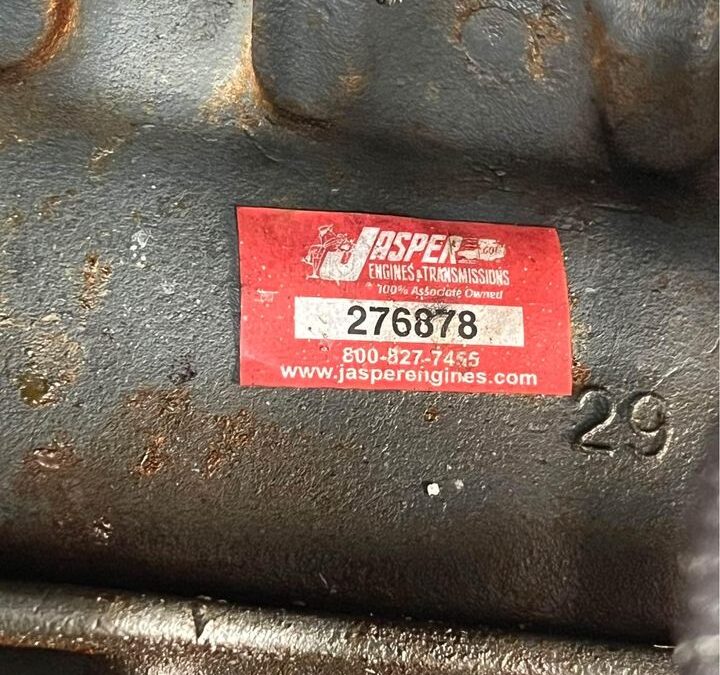 JASPER
ENGINES & TRANSMISSIONS
100% Associate Owned
276878
800-827-7455
www.jasperengines.com
29